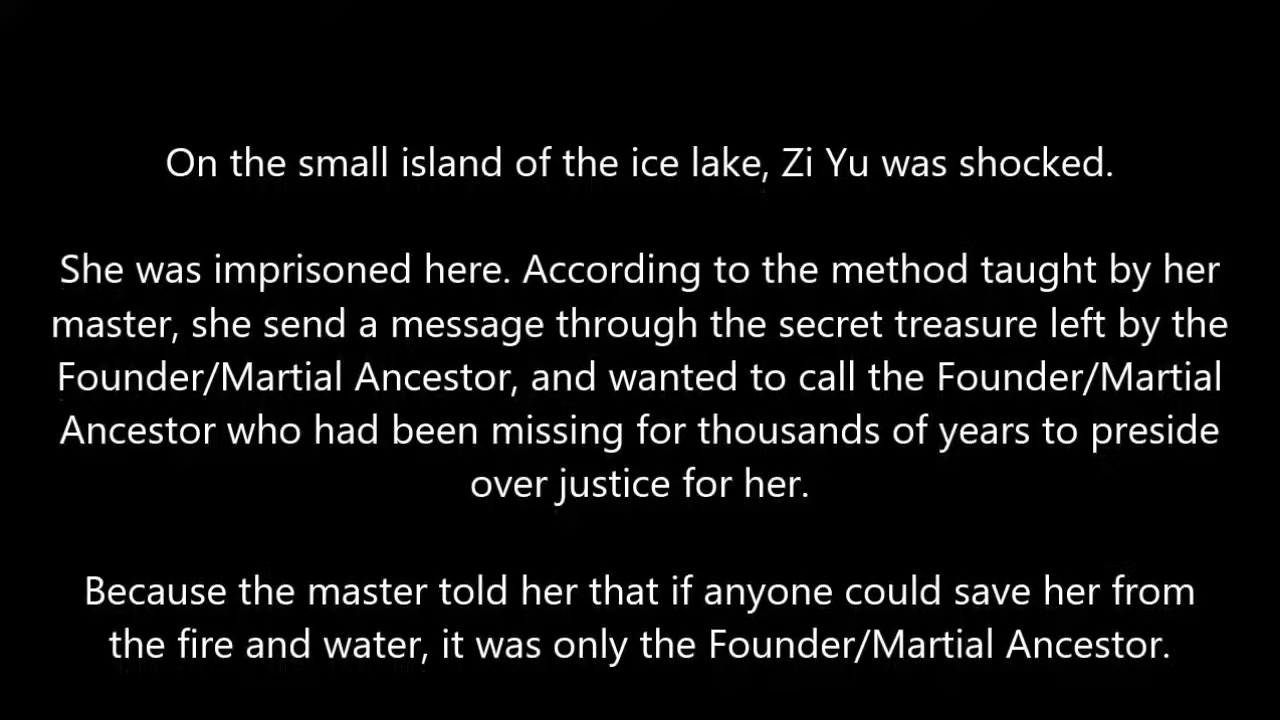 On the small island of the ice lake, Zi Yu was shocked.
She was imprisoned here. According to the method taught by her
master, she send a message through the secret treasure left by the
Founder/Martial Ancestor, and wanted to call the Founder/Martial
Ancestor who had been missing for thousands of years to preside
over justice for her.
Because the master told her that if anyone could save her from
the fire and water, it was only the Founder/Martial Ancestor.